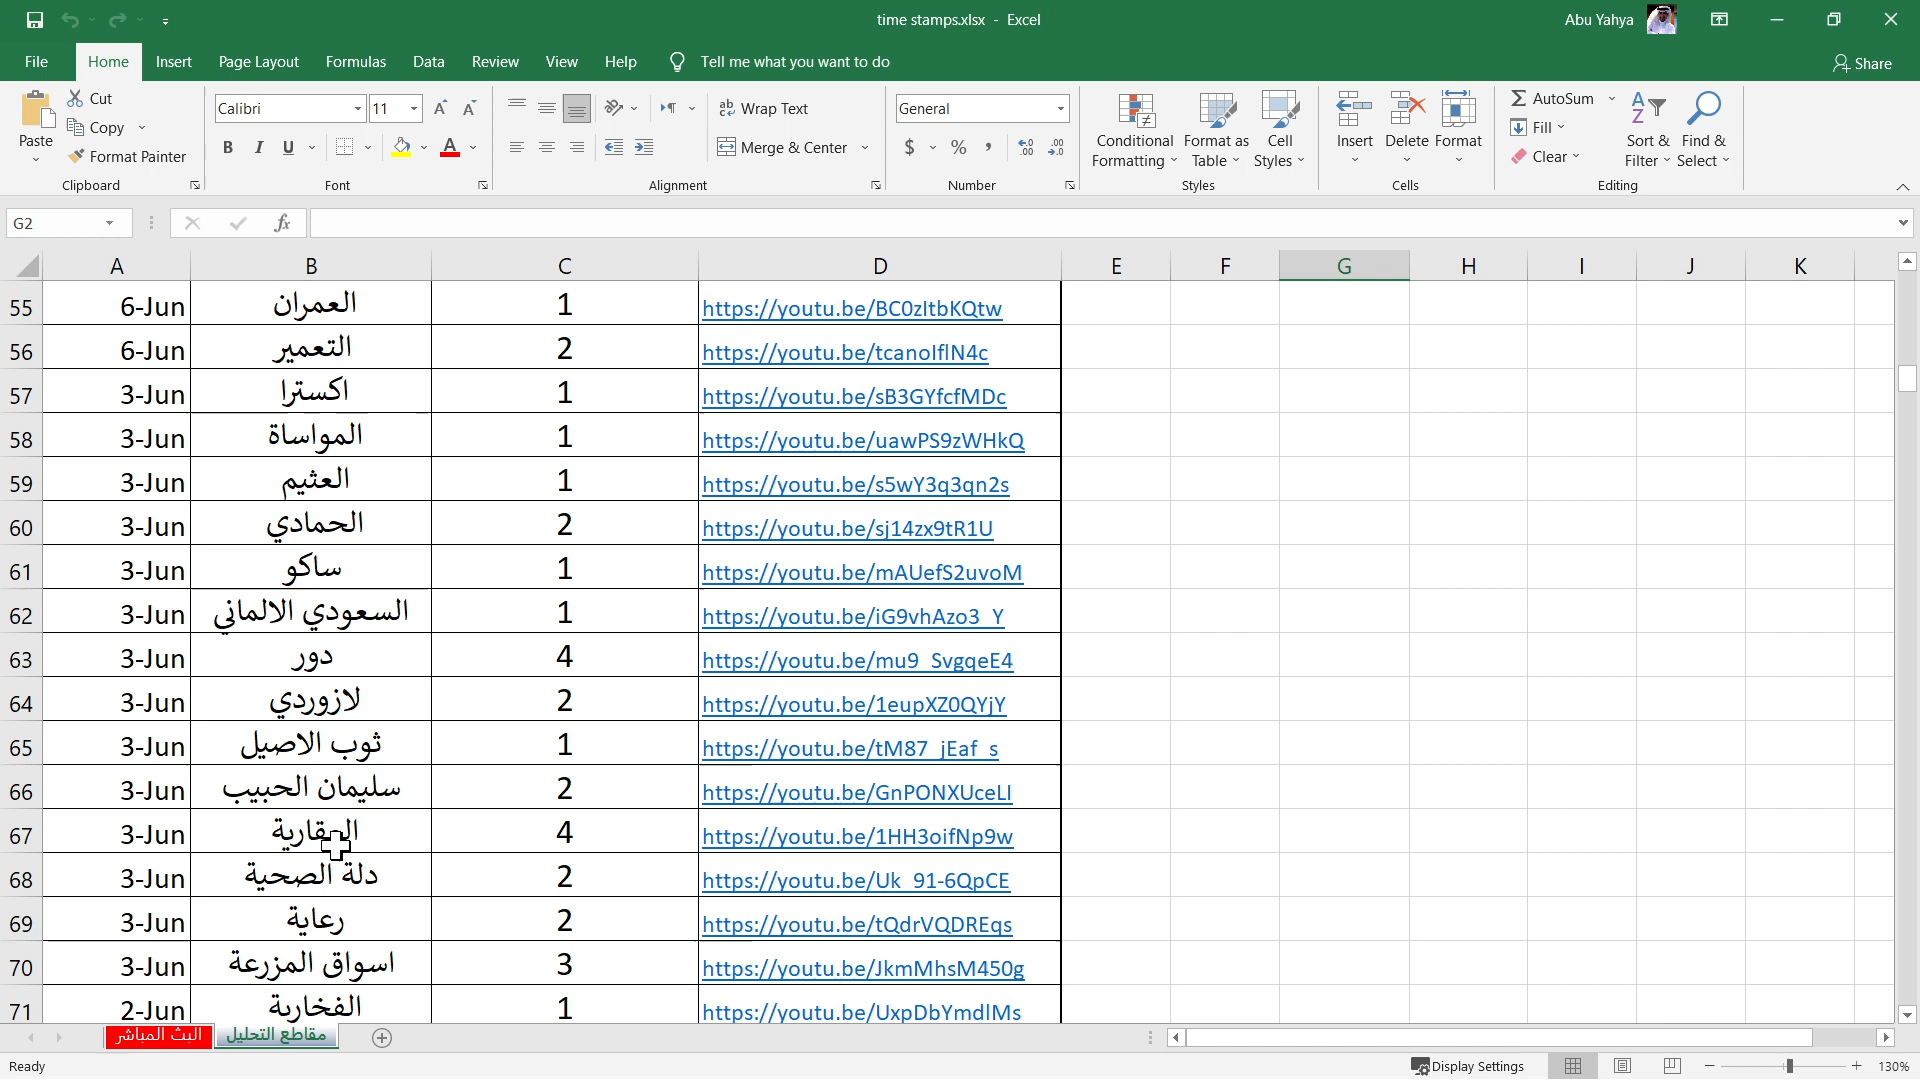 time stamps.xlsx - Excel
Abu Yahya
File Home Insert Page Layout Formulas Data Review View Help Tell me what you want to do Share
Paste
Cut
Copy
Format Painter
Clipboard
Calibri 11
B I U
Font
Wrap Text
Merge & Center
Alignment
General
$ % ,
Number
Conditional Formatting
Format as Table
Cell Styles
Styles
Insert Delete Format
Cells
AutoSum
Fill
Clear
Sort & Filter
Find & Select
Editing
G2 fx
A B C D E F G H I J K
55 6-Jun العمران 1 https://youtu.be/BC0zItbKQtw
56 6-Jun التعمير 2 https://youtu.be/tcanoIflN4c
57 3-Jun اكسترا 1 https://youtu.be/sB3GYfcfMDc
58 3-Jun المواساة 1 https://youtu.be/uawPS9zWHkQ
59 3-Jun العثيم 1 https://youtu.be/s5wY3q3qn2s
60 3-Jun الحمادي 2 https://youtu.be/sj14zx9tR1U
61 3-Jun ساكو 1 https://youtu.be/mAUefS2uvoM
62 3-Jun السعودي الالماني 1 https://youtu.be/iG9vhAzo3_Y
63 3-Jun دور 4 https://youtu.be/mu9_SvgqeE4
64 3-Jun لازوردي 2 https://youtu.be/1eupXZ0QYjY
65 3-Jun ثوب الاصيل 1 https://youtu.be/tM87_jEaf_s
66 3-Jun سليمان الحبيب 2 https://youtu.be/GnPONXUceLI
67 3-Jun 4 https://youtu.be/1HH3oifNp9w
68 3-Jun دلة الصحية 2 https://youtu.be/Uk_91-6QpCE
69 3-Jun رعاية 2 https://youtu.be/tQdrVQDREqs
70 3-Jun اسواق المزرعة 3 https://youtu.be/JkmMhsM450g
71 2-Jun الفخارية 1 https://youtu.be/UxpDbYmdlMs
البث المباشر مقاطع التحليل
Ready Display Settings 130%